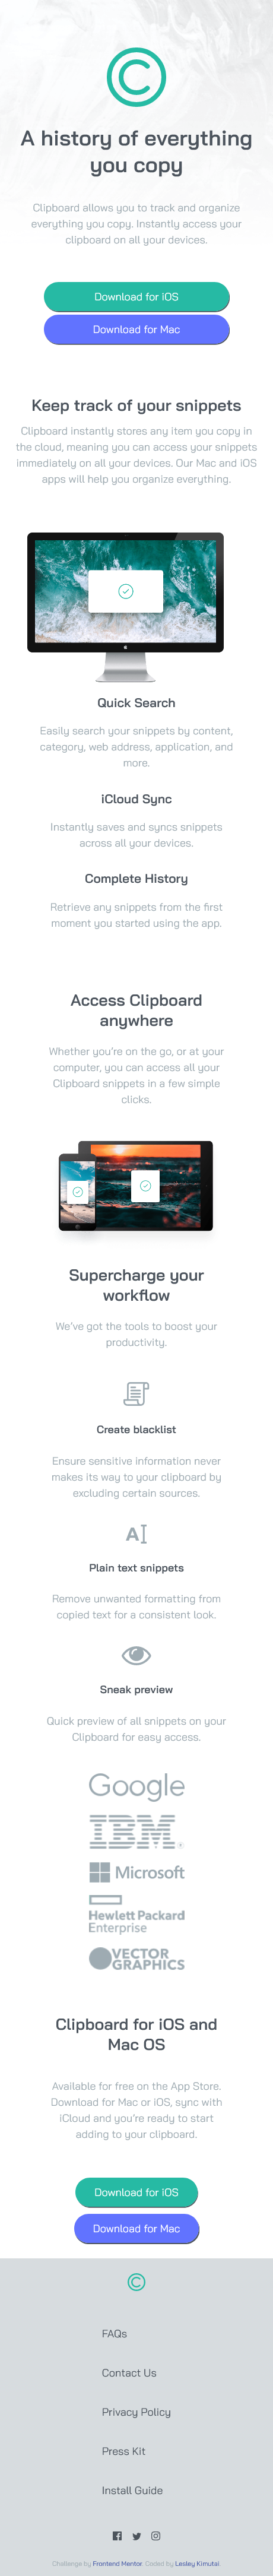 ©
A history of everything
you copy
Clipboard allows you to track and organize
everything you copy. Instantly access your
clipboard on all your devices.
Download for iOS
Download for Mac
Keep track of your snippets
Clipboard instantly stores any item you copy in
the cloud, meaning you can access your snippets
immediately on all your devices. Our Mac and iOS
apps will help you organize everything.
Quick Search
Easily search your snippets by content,
category, web address, application, and
more.
iCloud Sync
Instantly saves and syncs snippets
across all your devices.
Complete History
Retrieve any snippets from the first
moment you started using the app.
Access Clipboard
anywhere
Whether you're on the go, or at your
computer, you can access all your
Clipboard snippets in a few simple
clicks.
Supercharge your
workflow
We've got the tools to boost your
productivity.
Create blacklist
Ensure sensitive information never
makes its way to your clipboard by
excluding certain sources.
A
Plain text snippets
Remove unwanted formatting from
copied text for a consistent look.
Sneak preview
Quick preview of all snippets on your
Clipboard for easy access.
Google
IBM
Microsoft
Hewlett Packard
Enterprise
VECTOR
GRAPHICS
Clipboard for iOS and
Mac OS
Available for free on the App Store.
Download for Mac or iOS, sync with
iCloud and you're ready to start
adding to your clipboard.
Download for iOS
Download for Mac
©
FAQs
Contact Us
Privacy Policy
Press Kit
Install Guide
Challenge by Frontend Mentor. Coded by Lesley Kimutai.